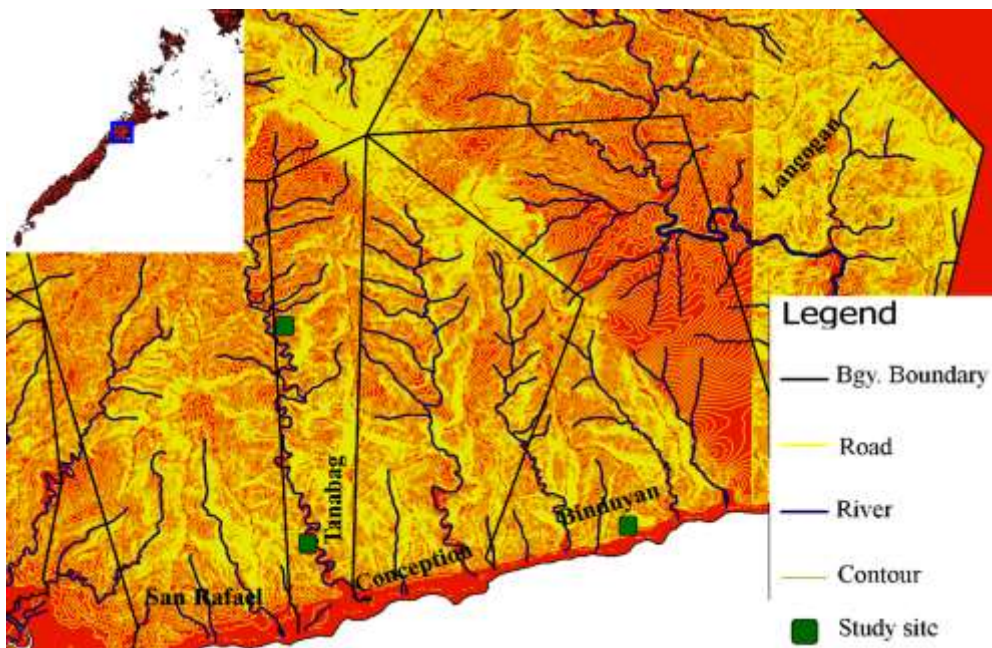 Langogan
Legend
Bgy. Boundary
Road
River
Contour
Study site
Tanabag
Binduyan
Conception
San Rafael